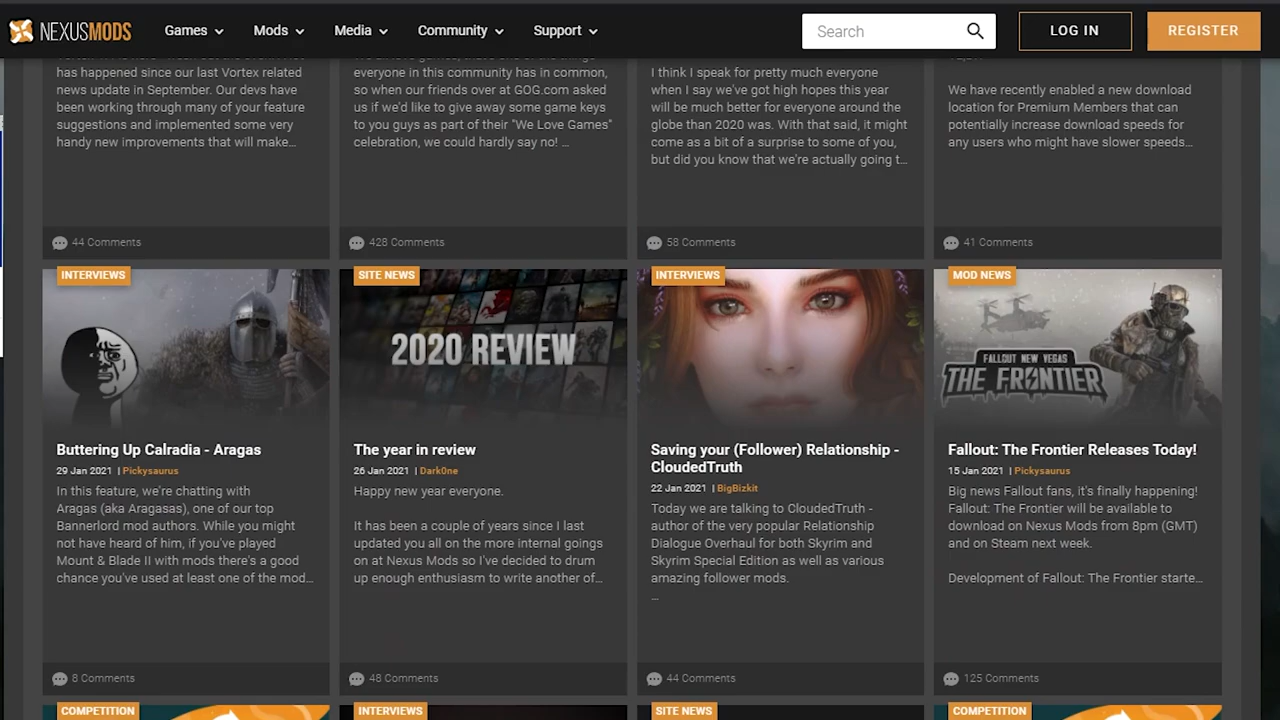 NEXUSMODS
Games
Mods
Media
Community
Support
Search
LOG IN
REGISTER
has happened since our last Vortex related
news update in September. Our devs have
been working through many of your feature
suggestions and implemented some very
handy new improvements that will make...
44 Comments
everyone in this community has in common,
so when our friends over at GOG.com asked
us if we'd like to give away some game keys
to you guys as part of their "We Love Games"
celebration, we could hardly say no! ...
428 Comments
I think I speak for pretty much everyone
when I say we've got high hopes this year
will be much better for everyone around the
globe than 2020 was. With that said, it might
come as a bit of a surprise to some of you,
but did you know that we're actually going t...
58 Comments
We have recently enabled a new download
location for Premium Members that can
potentially increase download speeds for
any users who might have slower speeds...
41 Comments
INTERVIEWS
Buttering Up Calradia - Aragas
29 Jan 2021 | Pickysaurus
In this feature, we're chatting with
Aragas (aka Aragasas), one of our top
Bannerlord mod authors. While you might
not have heard of him, if you've played
Mount & Blade II with mods there's a good
chance you've used at least one of the mod...
8 Comments
SITE NEWS
2020 REVIEW
The year in review
26 Jan 2021 | Dark0ne
Happy new year everyone.
It has been a couple of years since I last
updated you all on the more internal goings
on at Nexus Mods so I've decided to drum
up enough enthusiasm to write another of...
48 Comments
INTERVIEWS
Saving your (Follower) Relationship -
CloudedTruth
22 Jan 2021 | BigBizkit
Today we are talking to CloudedTruth -
author of the very popular Relationship
Dialogue Overhaul for both Skyrim and
Skyrim Special Edition as well as various
amazing follower mods.
...
44 Comments
MOD NEWS
FALLOUT NEW VEGAS
THE FRONTIER
Fallout: The Frontier Releases Today!
15 Jan 2021 | Pickysaurus
Big news Fallout fans, it's finally happening!
Fallout: The Frontier will be available to
download on Nexus Mods from 8pm (GMT)
and on Steam next week.
Development of Fallout: The Frontier starte...
125 Comments
COMPETITION
INTERVIEWS
SITE NEWS
COMPETITION